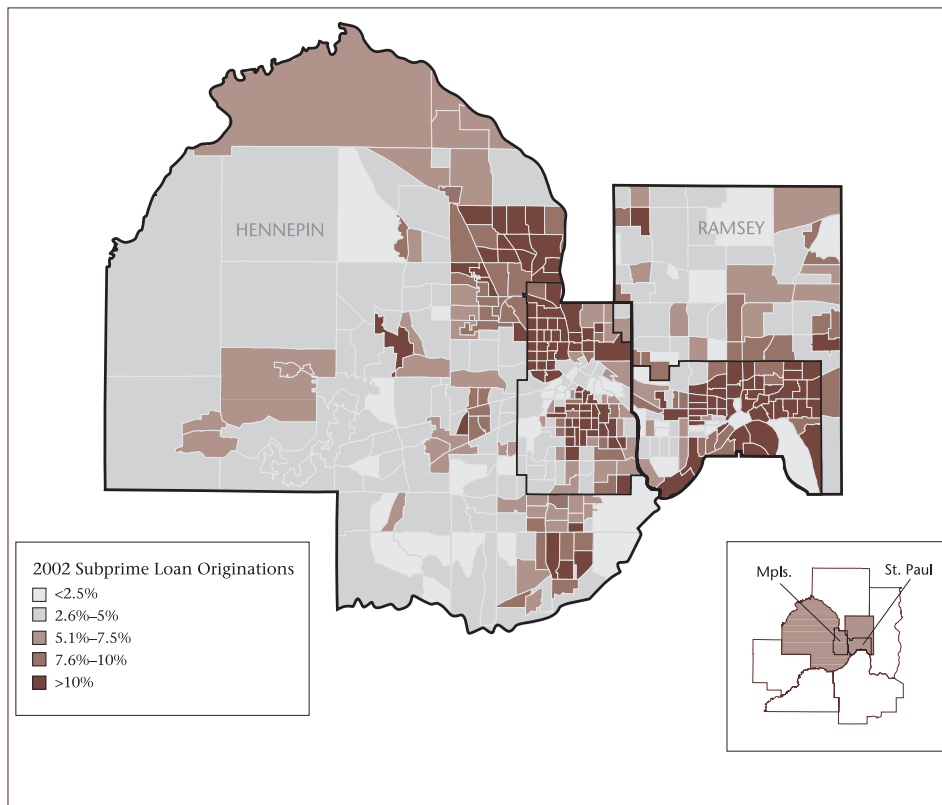 HENNEPIN
RAMSEY
2002 Subprime Loan Originations
<2.5%
2.6%–5%
5.1%–7.5%
7.6%–10%
>10%
Mpls.
St. Paul